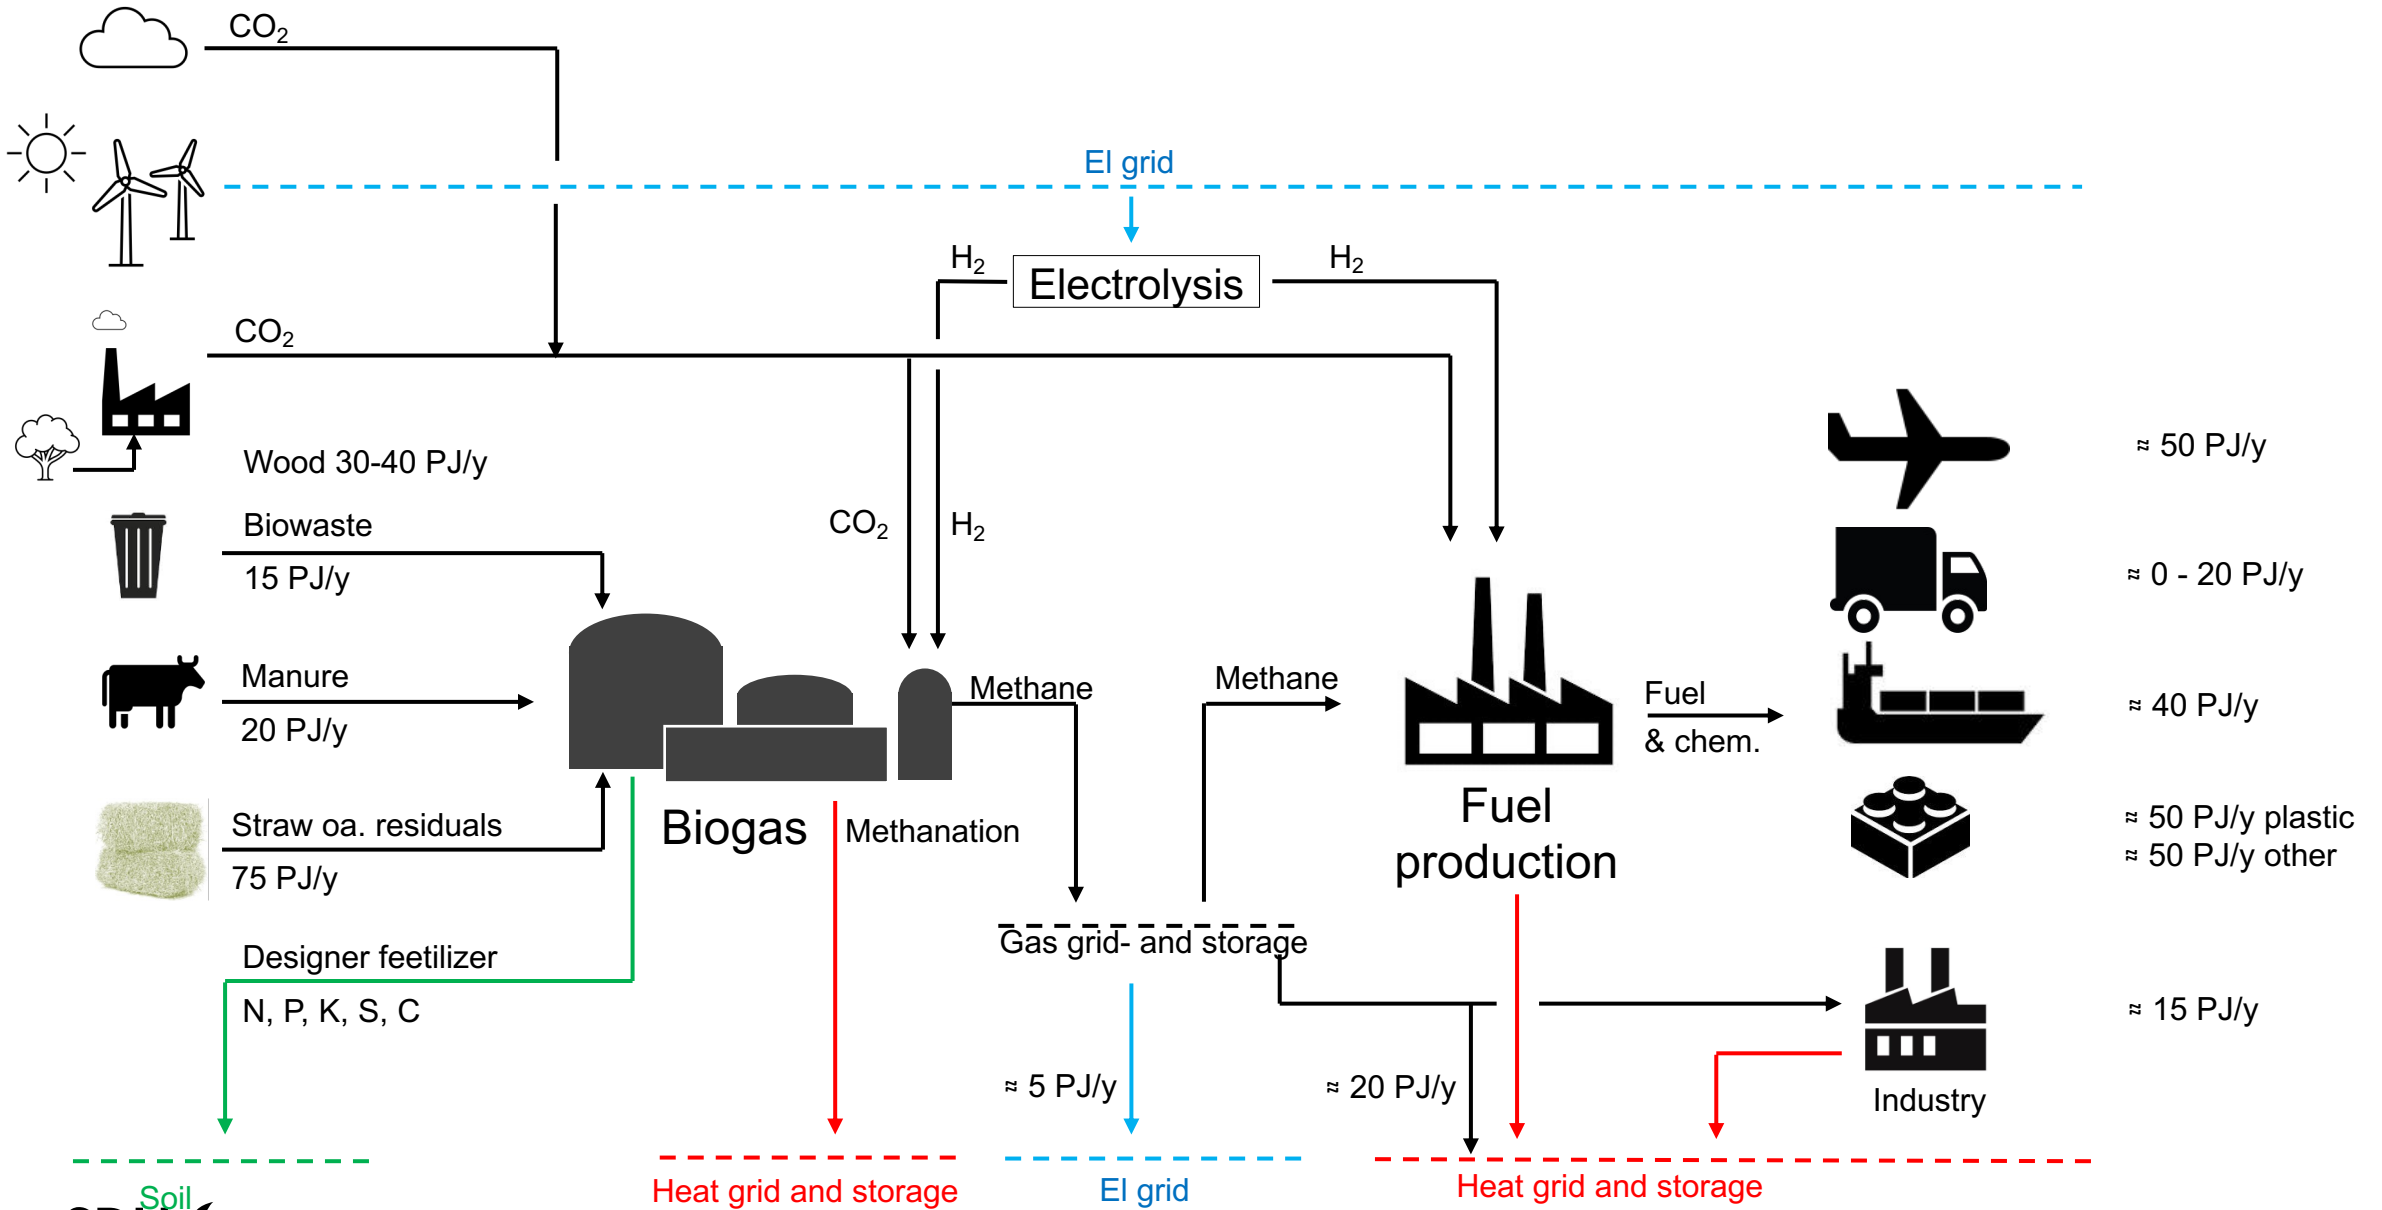 CO₂
El grid
H₂
Electrolysis
H₂
CO₂
Wood 30-40 PJ/y
≈ 50 PJ/y
Biowaste
CO₂
H₂
15 PJ/y
≈ 0 - 20 PJ/y
Manure
Methane
Methane
Fuel
≈ 40 PJ/y
20 PJ/y
& chem.
Straw oa. residuals
Biogas
Methanation
Fuel
production
≈ 50 PJ/y plastic
≈ 50 PJ/y other
75 PJ/y
Designer feetilizer
Gas grid- and storage
N, P, K, S, C
≈ 15 PJ/y
≈ 5 PJ/y
≈ 20 PJ/y
Industry
Soil
Heat grid and storage
El grid
Heat grid and storage